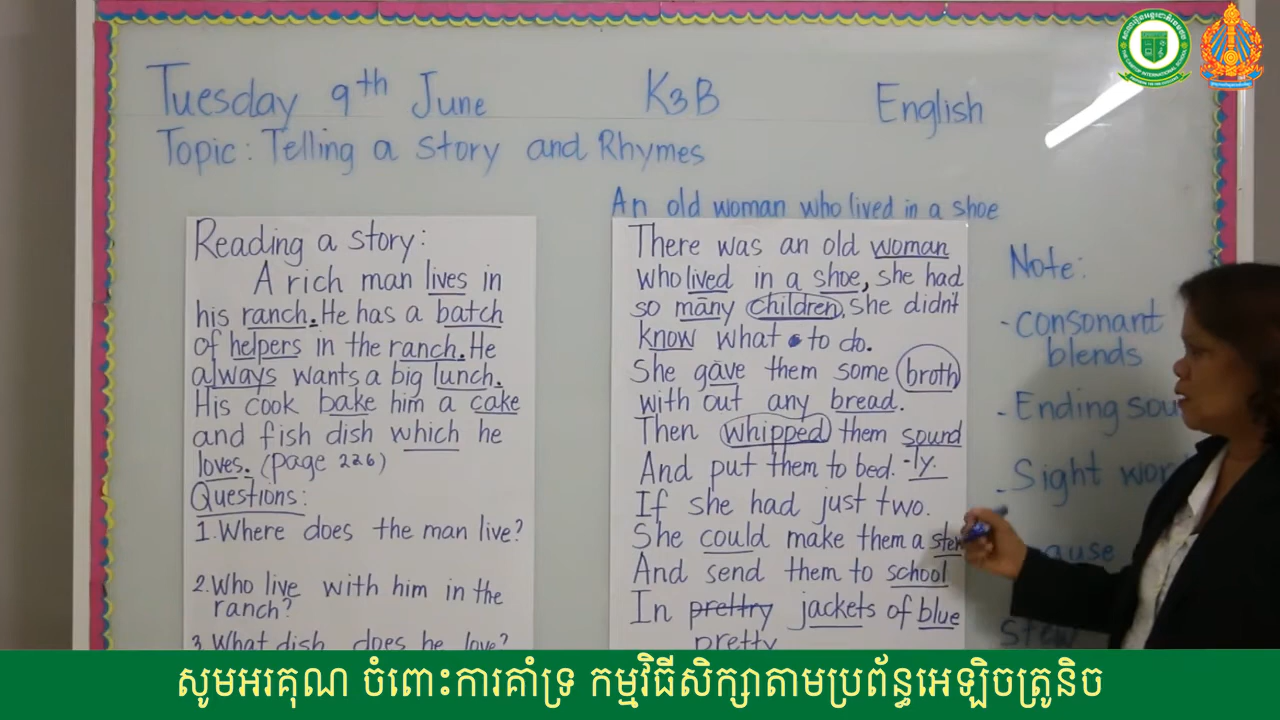 Tuesday 9th June K3B English
Topic: Telling a story and Rhymes
An old woman who lived in a shoe
Reading a story:
A rich man lives in
his ranch. He has a batch
of helpers in the ranch. He
always wants a big lunch.
His cook bake him a cake
and fish dish which he
loves. (page 226)
Questions:
1. Where does the man live?
2. Who live with him in the
ranch?
3. What dish does he love?
There was an old woman
who lived in a shoe, she had
so many children. She didn't
know what to do.
She gave them some broth
with out any bread.
Then whipped them sound
And put them to bed. -ly.
If she had just two.
She could make them a stew
And send them to school
In prettry jackets of blue
pretty
Note:
- consonant
blends
- Ending sou
- Sight wor
stew
សូមអរគុណ ចំពោះការគាំទ្រ កម្មវិធីសិក្សាតាមប្រព័ន្ធអេឡិចត្រូនិច